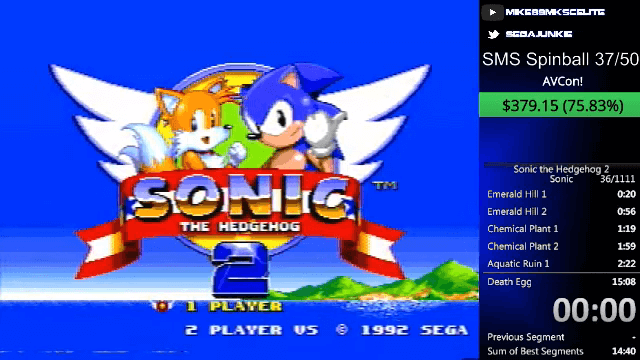 SONIC
TM
THE HEDGEHOG
2
1 PLAYER
2 PLAYER VS © 1992 SEGA
MIKE89MKSCELITE
SEGAJUNKIE
SMS Spinball 37/50
AVCon!
$379.15 (75.83%)
Sonic the Hedgehog 2
Sonic 36/1111
Emerald Hill 1 0:20
Emerald Hill 2 0:56
Chemical Plant 1 1:19
Chemical Plant 2 1:59
Aquatic Ruin 1 2:22
Death Egg 15:08
00:00
Previous Segment
Sum of Best Segments 14:40